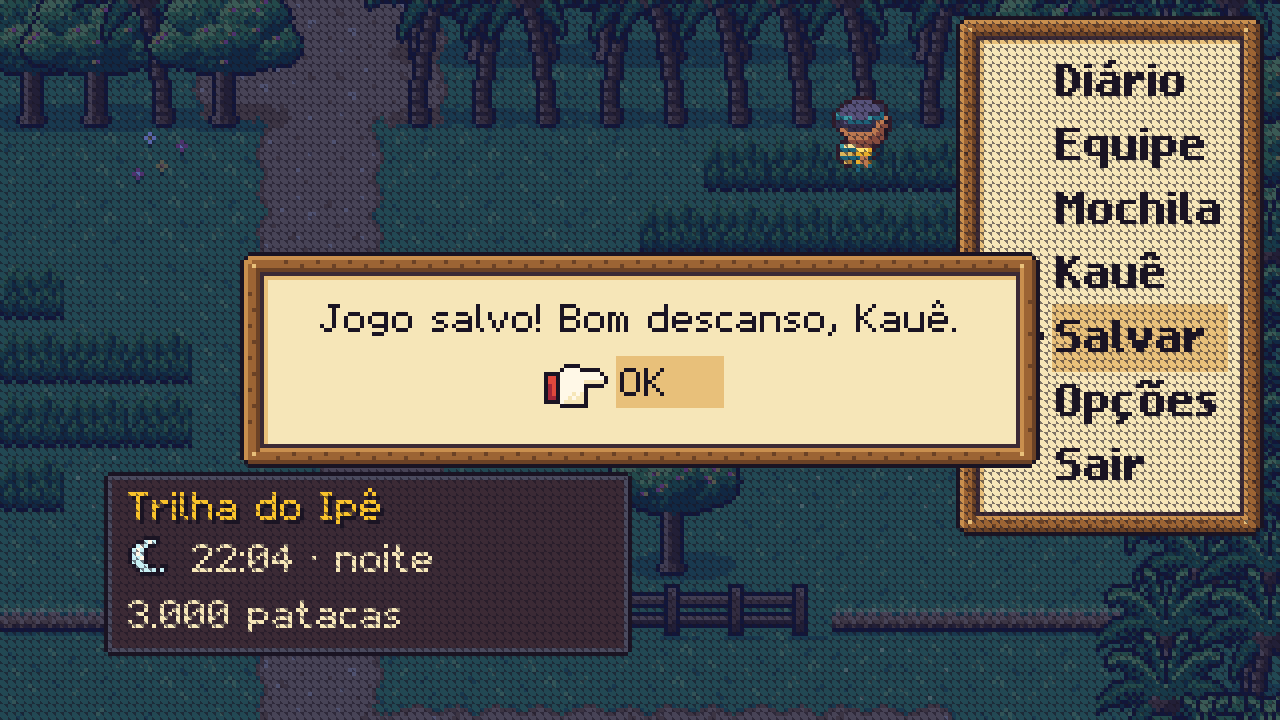 Diário
Equipe
Mochila
Kauê
Salvar
Opções
Sair
Jogo salvo! Bom descanso, Kauê.
OK
Trilha do Ipê
22:04 · noite
3.000 patacas